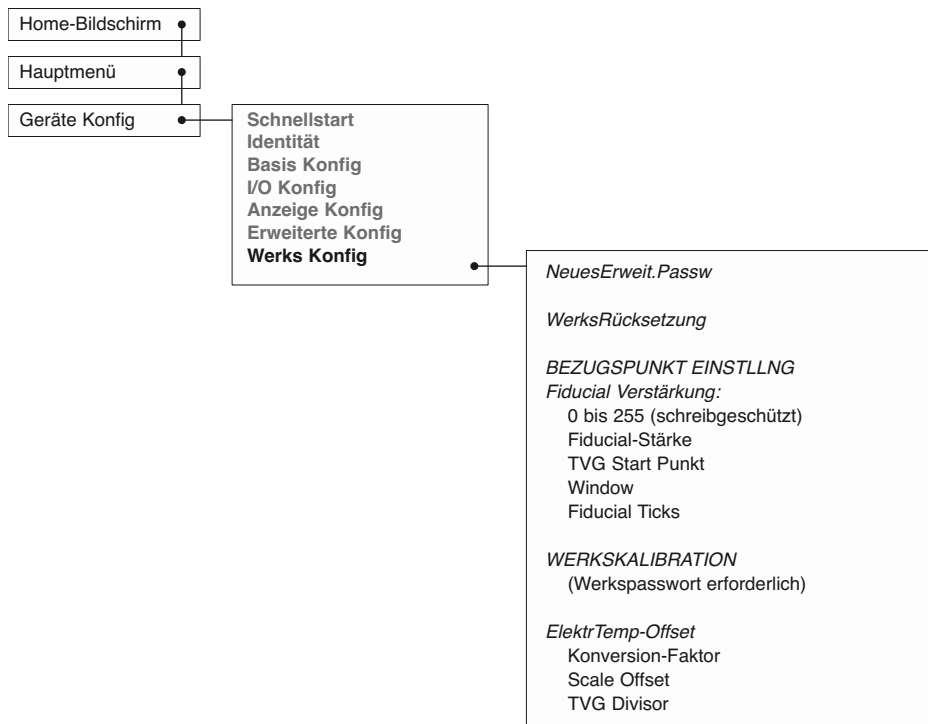 Home-Bildschirm
Hauptmenü
Geräte Konfig
Schnellstart
Identität
Basis Konfig
I/O Konfig
Anzeige Konfig
Erweiterte Konfig
Werks Konfig
NeuesErweit.Passw
WerksRücksetzung
BEZUGSPUNKT EINSTLLNG
Fiducial Verstärkung:
0 bis 255 (schreibgeschützt)
Fiducial-Stärke
TVG Start Punkt
Window
Fiducial Ticks
WERKSKALIBRATION
(Werkspasswort erforderlich)
ElektrTemp-Offset
Konversion-Faktor
Scale Offset
TVG Divisor